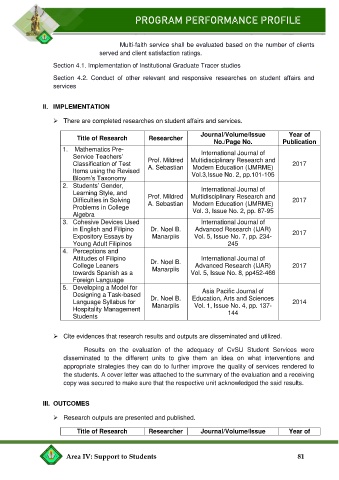 PROGRAM PERFORMANCE PROFILE
Multi-faith service shall be evaluated based on the number of clients
served and client satisfaction ratings.
Section 4.1. Implementation of Institutional Graduate Tracer studies
Section 4.2. Conduct of other relevant and responsive researches on student affairs and
services
II. IMPLEMENTATION
➢ There are completed researches on student affairs and services.
Title of Research Researcher Journal/Volume/Issue No./Page No. Year of Publication
1. Mathematics Pre-
Service Teachers'
Classification of Test
Items using the Revised
Bloom's Taxonomy
Prof. Mildred
A. Sebastian
International Journal of
Multidisciplinary Research and
Modern Education (IJMRME)
Vol.3,Issue No. 2, pp.101-105
2017
2. Students' Gender,
Learning Style, and
Difficulties in Solving
Problems in College
Algebra
Prof. Mildred
A. Sebastian
International Journal of
Multidisciplinary Research and
Modern Education (IJMRME)
Vol. 3, Issue No. 2, pp. 87-95
2017
3. Cohesive Devices Used
in English and Filipino
Expository Essays by
Young Adult Filipinos
Dr. Noel B.
Manarpiis
International Journal of
Advanced Research (IJAR)
Vol. 5, Issue No. 7, pp. 234-
245
2017
4. Perceptions and
Attitudes of Filipino
College Leaners
towards Spanish as a
Foreign Language
Dr. Noel B.
Manarpiis
International Journal of
Advanced Research (IJAR)
Vol. 5, Issue No. 8, pp452-466
2017
5. Developing a Model for
Designing a Task-based
Language Syllabus for
Hospitality Management
Students
Dr. Noel B.
Manarpiis
Asia Pacific Journal of
Education, Arts and Sciences
Vol. 1, Issue No. 4, pp. 137-
144
2014
➢ Cite evidences that research results and outputs are disseminated and utilized.
Results on the evaluation of the adequacy of CvSU Student Services were
disseminated to the different units to give them an idea on what interventions and
appropriate strategies they can do to further improve the quality of services rendered to
the students. A cover letter was attached to the summary of the evaluation and a receiving
copy was secured to make sure that the respective unit acknowledged the said results.
III. OUTCOMES
➢ Research outputs are presented and published.
Title of Research Researcher Journal/Volume/Issue Year of
Area IV: Support to Students 81